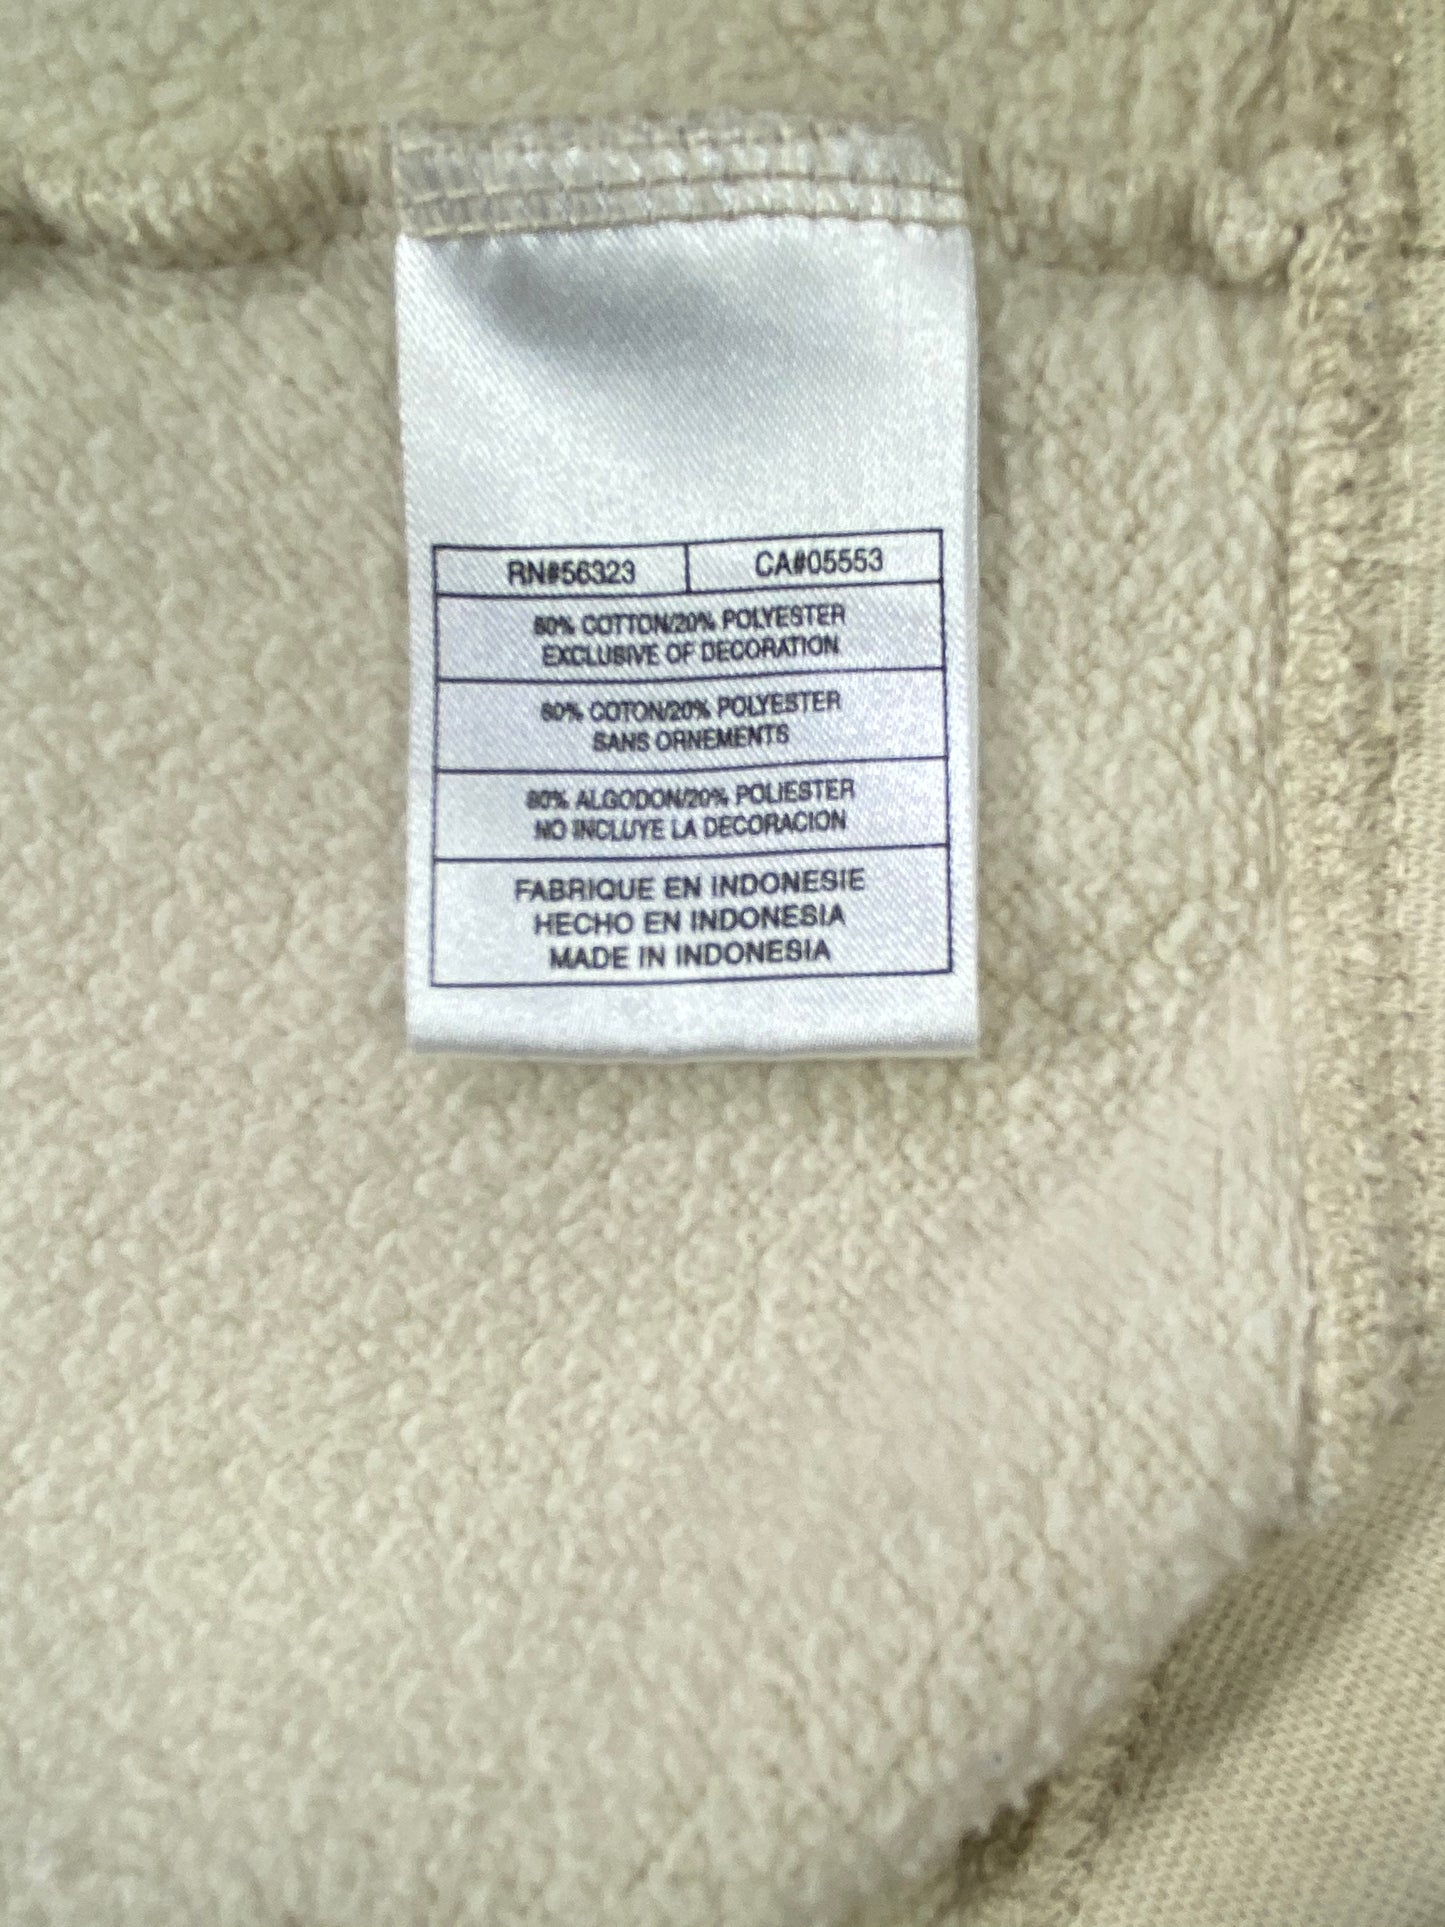 RN#56323 CA#05553
80% COTTON/20% POLYESTER
EXCLUSIVE OF DECORATION
80% COTON/20% POLYESTER
SANS ORNEMENTS
80% ALGODON/20% POLIESTER
NO INCLUYE LA DECORACION
FABRIQUE EN INDONESIE
HECHO EN INDONESIA
MADE IN INDONESIA